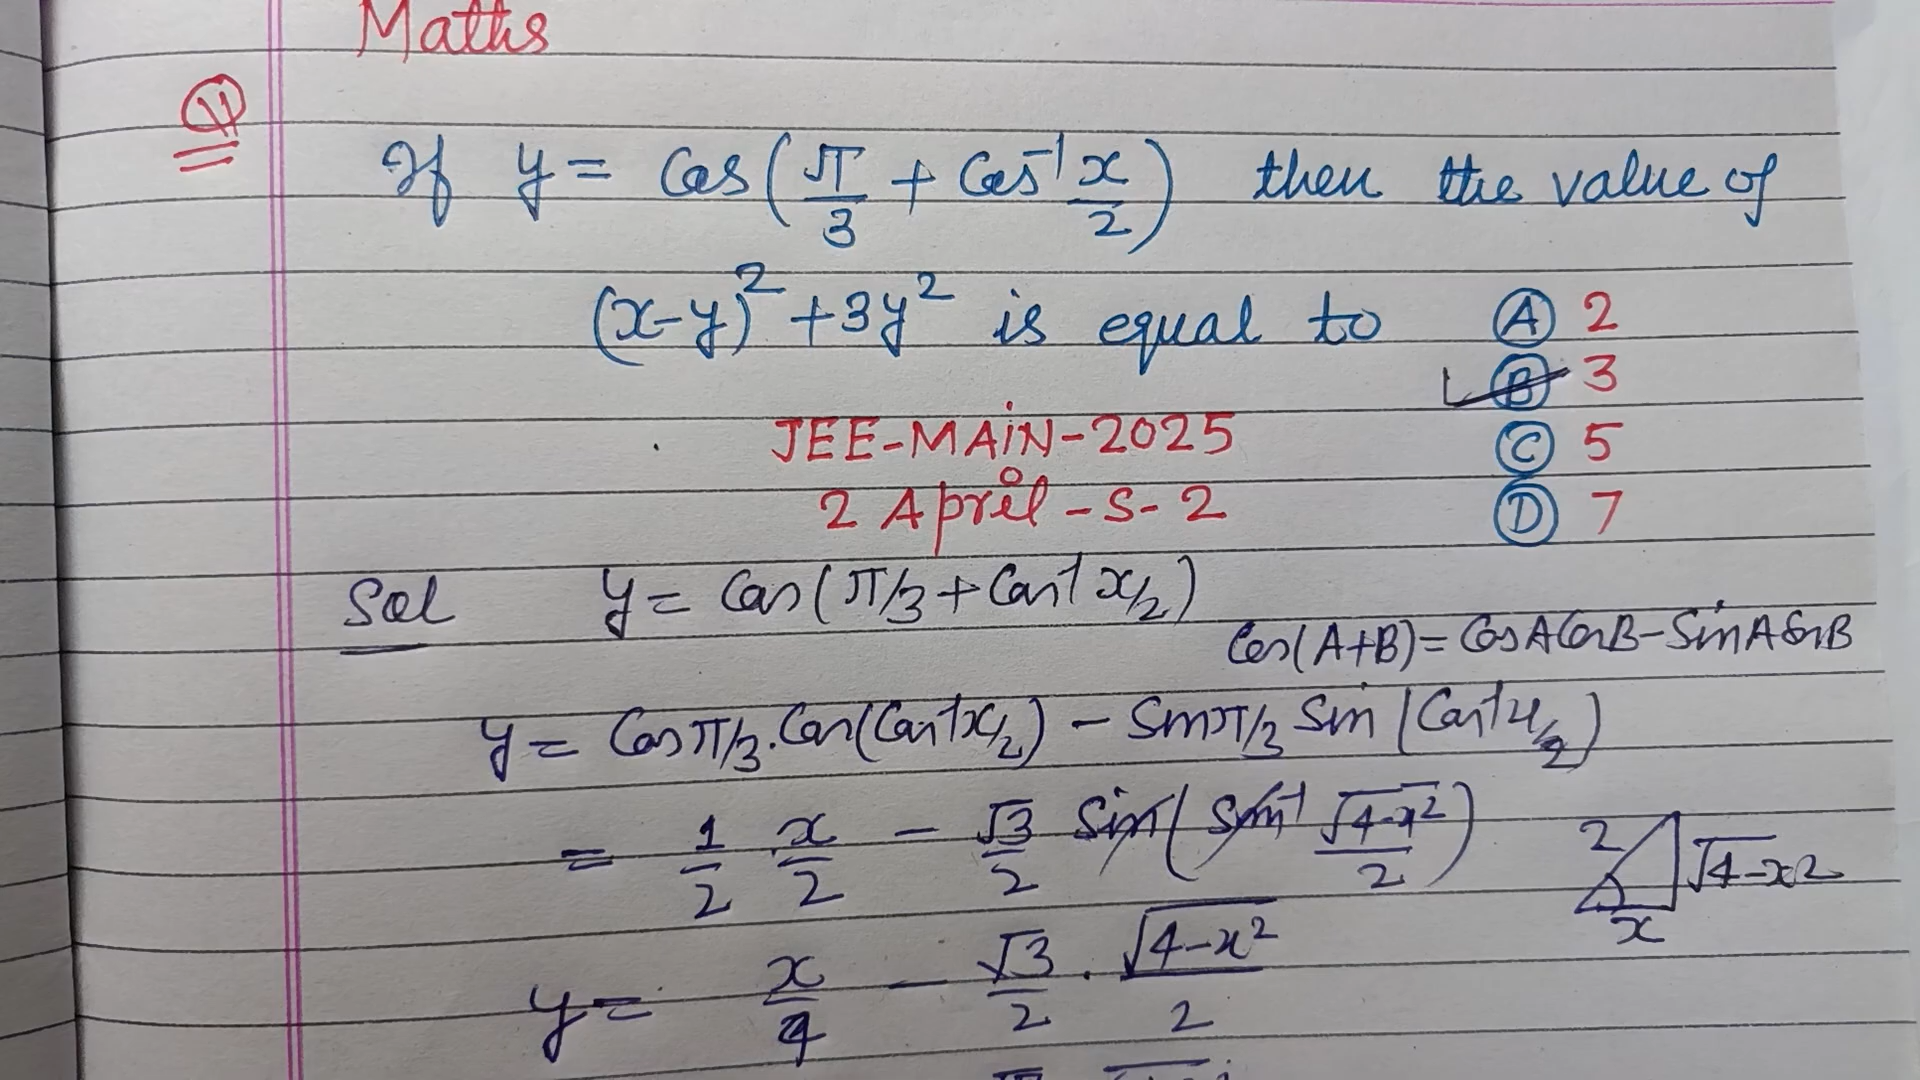 Maths
Q1 If y = Cos(π/3 + Cos⁻¹ x/2) then the value of
(x-y)² + 3y² is equal to
(A) 2
(B) 3
(C) 5
(D) 7
JEE-MAIN-2025
2 April - S-2
Sol y = Cos(π/3 + Cos⁻¹ x/2)
Cos(A+B) = CosA CosB - SinA SinB
y = Cos π/3 . Cos(Cos⁻¹ x/2) - Sin π/3 Sin (Cos⁻¹ x/2)
= 1/2 . x/2 - √3/2 Sin(Sin⁻¹ √4-x²/2)
2 √4-x2
x
y = x/4 - √3/2 . √4-x²/2